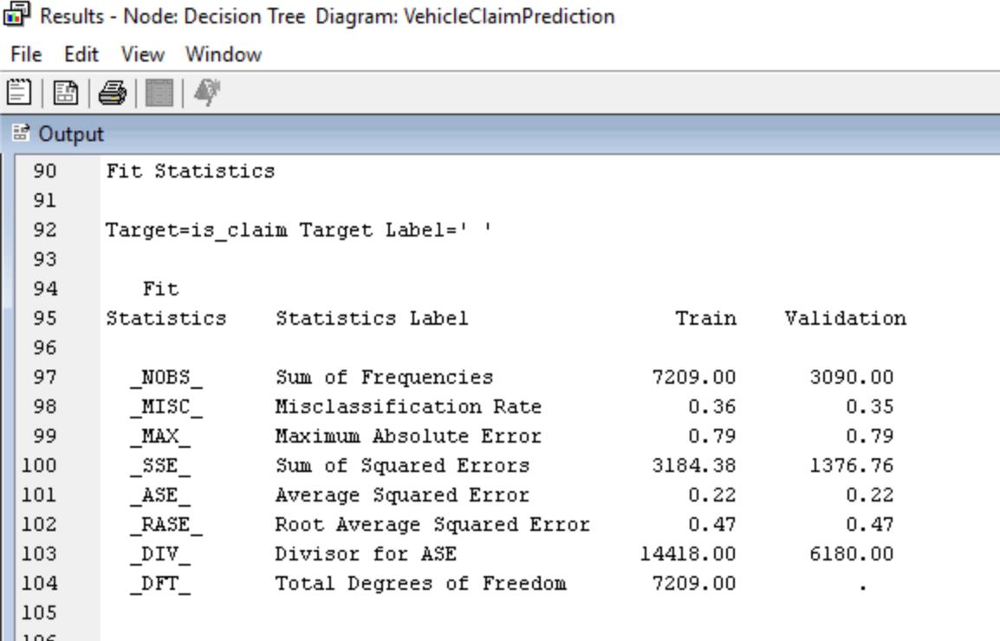 Results - Node: Decision Tree Diagram: VehicleClaimPrediction
File Edit View Window
Output
90 Fit Statistics
91
92 Target=is_claim Target Label=' '
93
94 Fit
95 Statistics Statistics Label Train Validation
96
97 _NOBS_ Sum of Frequencies 7209.00 3090.00
98 _MISC_ Misclassification Rate 0.36 0.35
99 _MAX_ Maximum Absolute Error 0.79 0.79
100 _SSE_ Sum of Squared Errors 3184.38 1376.76
101 _ASE_ Average Squared Error 0.22 0.22
102 _RASE_ Root Average Squared Error 0.47 0.47
103 _DIV_ Divisor for ASE 14418.00 6180.00
104 _DFT_ Total Degrees of Freedom 7209.00 .
105